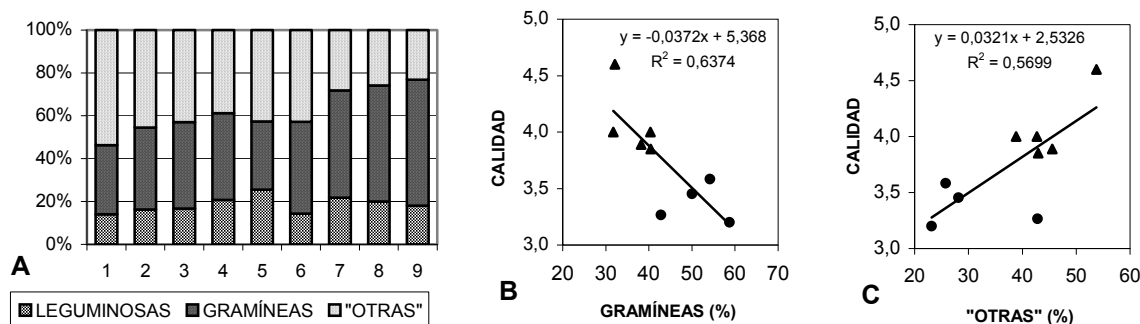 100%
80%
60%
40%
20%
0%
1 2 3 4 5 6 7 8 9
A
LEGUMINOSAS GRAMÍNEAS "OTRAS"
y = -0,0372x + 5,368
R² = 0,6374
CALIDAD
5,0
4,5
4,0
3,5
3,0
20 30 40 50 60 70
B
GRAMÍNEAS (%)
y = 0,0321x + 2,5326
R² = 0,5699
CALIDAD
5,0
4,5
4,0
3,5
3,0
20 30 40 50 60
C
"OTRAS" (%)